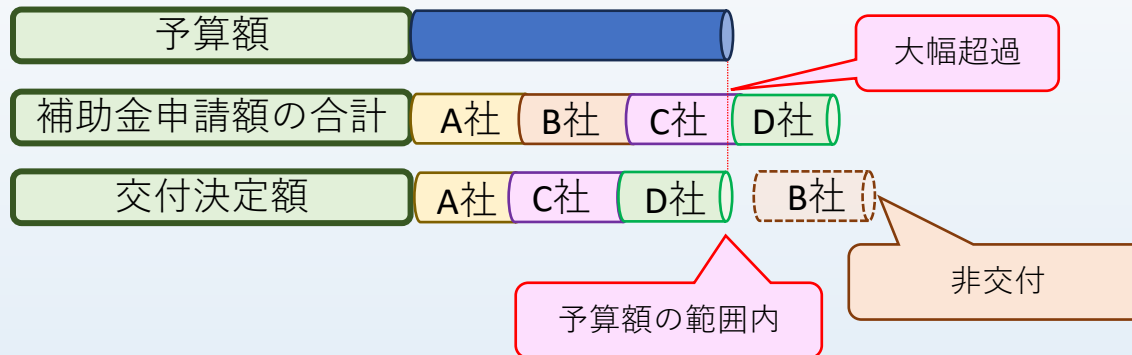 予算額
大幅超過
補助金申請額の合計
A社 B社 C社 D社
交付決定額
A社 C社 D社 B社
非交付
予算額の範囲内